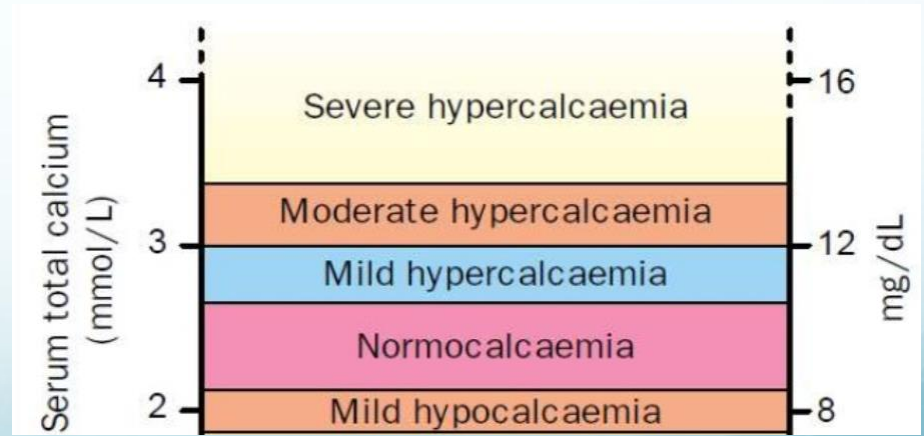 Serum total calcium
(mmol/L)
4
3
2
Severe hypercalcaemia
Moderate hypercalcaemia
Mild hypercalcaemia
Normocalcaemia
Mild hypocalcaemia
16
12
8
mg/dL